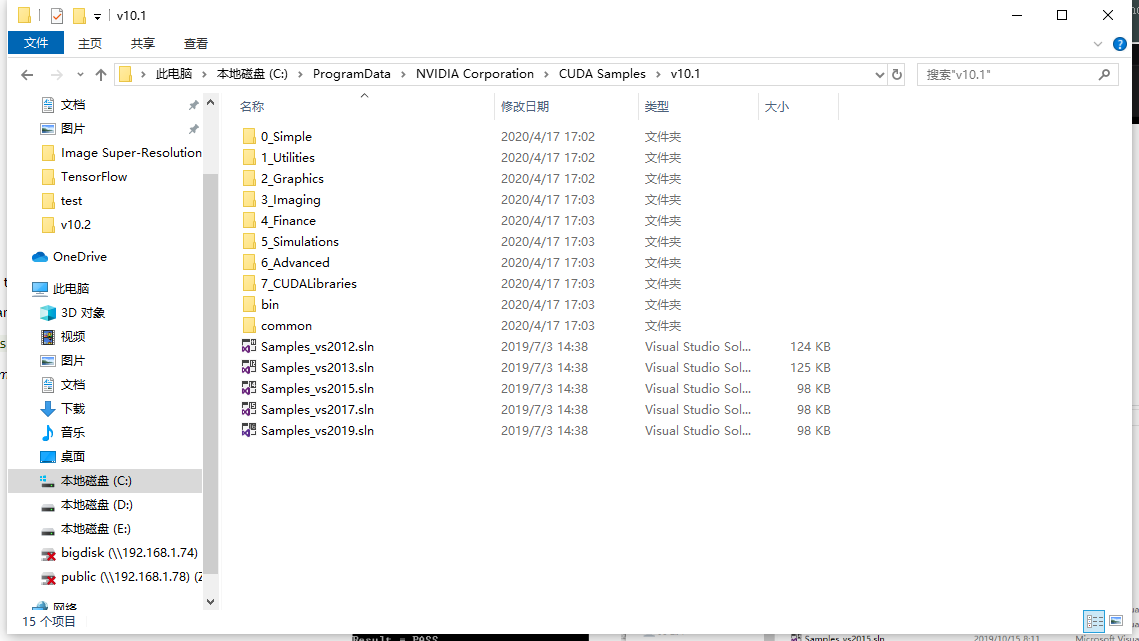 v10.1
文件 主页 共享 查看
此电脑 本地磁盘 (C:) ProgramData NVIDIA Corporation CUDA Samples v10.1 搜索"v10.1"
文档
图片
Image Super-Resolution
TensorFlow
test
v10.2
OneDrive
此电脑
3D 对象
视频
图片
文档
下载
音乐
桌面
本地磁盘 (C:)
本地磁盘 (D:)
本地磁盘 (E:)
bigdisk (\\192.168.1.74)
public (\\192.168.1.78) (Z
网络
名称 修改日期 类型 大小
0_Simple 2020/4/17 17:02 文件夹
1_Utilities 2020/4/17 17:02 文件夹
2_Graphics 2020/4/17 17:02 文件夹
3_Imaging 2020/4/17 17:03 文件夹
4_Finance 2020/4/17 17:03 文件夹
5_Simulations 2020/4/17 17:03 文件夹
6_Advanced 2020/4/17 17:03 文件夹
7_CUDALibraries 2020/4/17 17:03 文件夹
bin 2020/4/17 17:03 文件夹
common 2020/4/17 17:03 文件夹
Samples_vs2012.sln 2019/7/3 14:38 Visual Studio Sol... 124 KB
Samples_vs2013.sln 2019/7/3 14:38 Visual Studio Sol... 125 KB
Samples_vs2015.sln 2019/7/3 14:38 Visual Studio Sol... 98 KB
Samples_vs2017.sln 2019/7/3 14:38 Visual Studio Sol... 98 KB
Samples_vs2019.sln 2019/7/3 14:38 Visual Studio Sol... 98 KB
15 个项目
Result = PASS
Samples_vs2015.sln 2019/10/15 8:11 Microsoft Visua